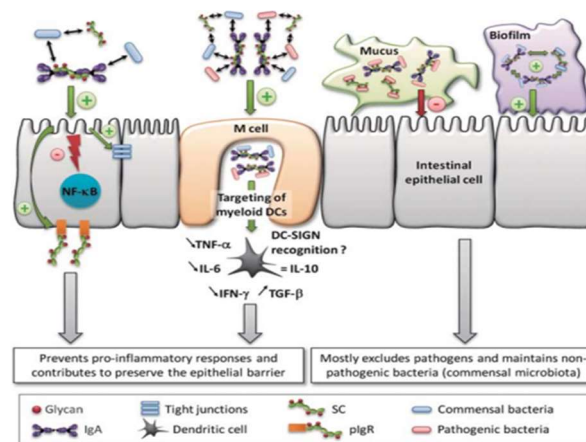 Mucus
Biofilm
M cell
NF-κB
Targeting of
myeloid DCs
Intestinal
epithelial cell
↘TNF-α
DC-SIGN
recognition ?
↘IL-6
= IL-10
↘IFN-γ ↗TGF-β
Prevents pro-inflammatory responses and
contributes to preserve the epithelial barrier
Mostly excludes pathogens and maintains non-
pathogenic bacteria (commensal microbiota)
Glycan
Tight junctions
SC
Commensal bacteria
IgA
Dendritic cell
pIgR
Pathogenic bacteria